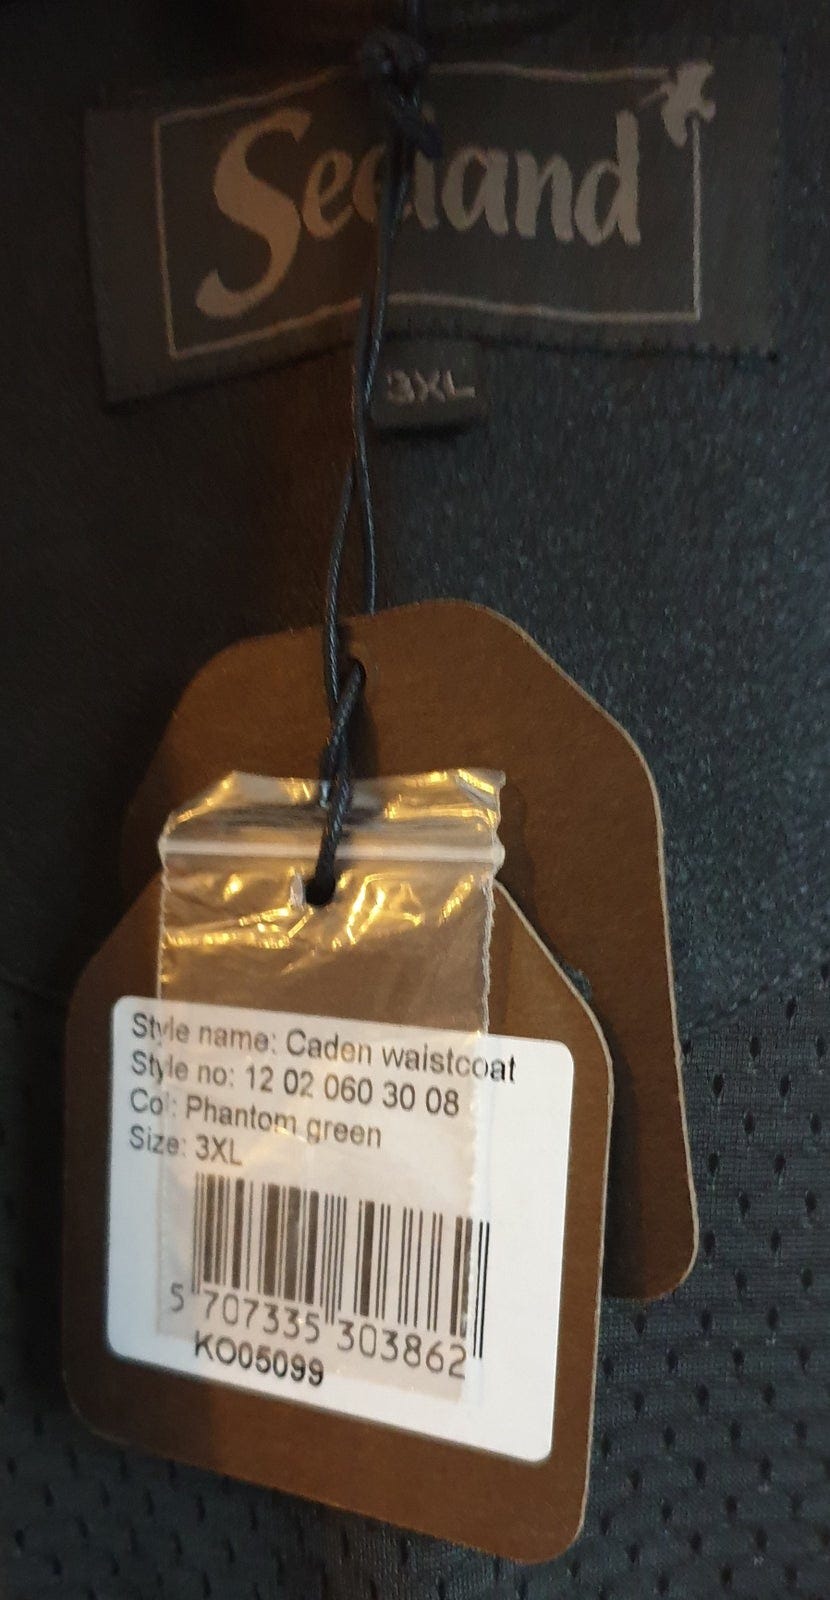 Seeland
3XL
Style name: Caden waistcoat
Style no: 12 02 060 30 08
Col: Phantom green
Size: 3XL
5 707335 303862
KO05099